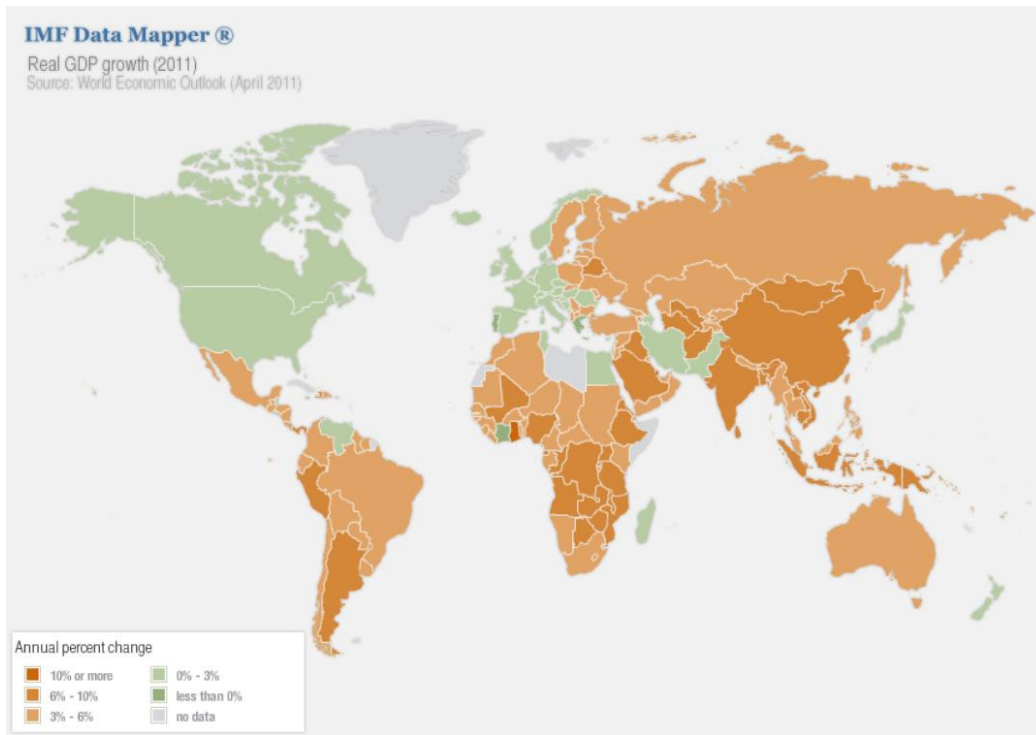 IMF Data Mapper ®
Real GDP growth (2011)
Source: World Economic Outlook (April 2011)
Annual percent change
10% or more
6% - 10%
3% - 6%
0% - 3%
less than 0%
no data